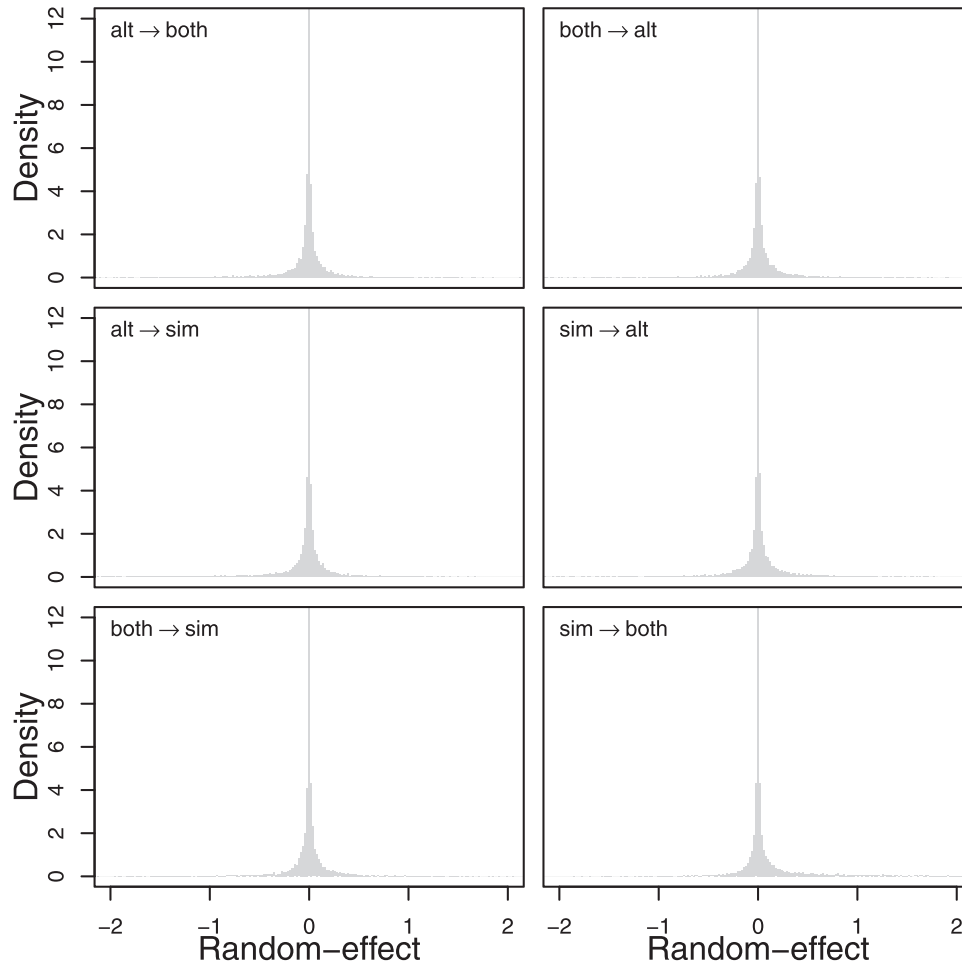 alt → both
both → alt
Density
0 2 4 6 8 10 12
alt → sim
sim → alt
Density
0 2 4 6 8 10 12
both → sim
sim → both
Density
0 2 4 6 8 10 12
−2 −1 0 1 2
−2 −1 0 1 2
Random−effect
Random−effect